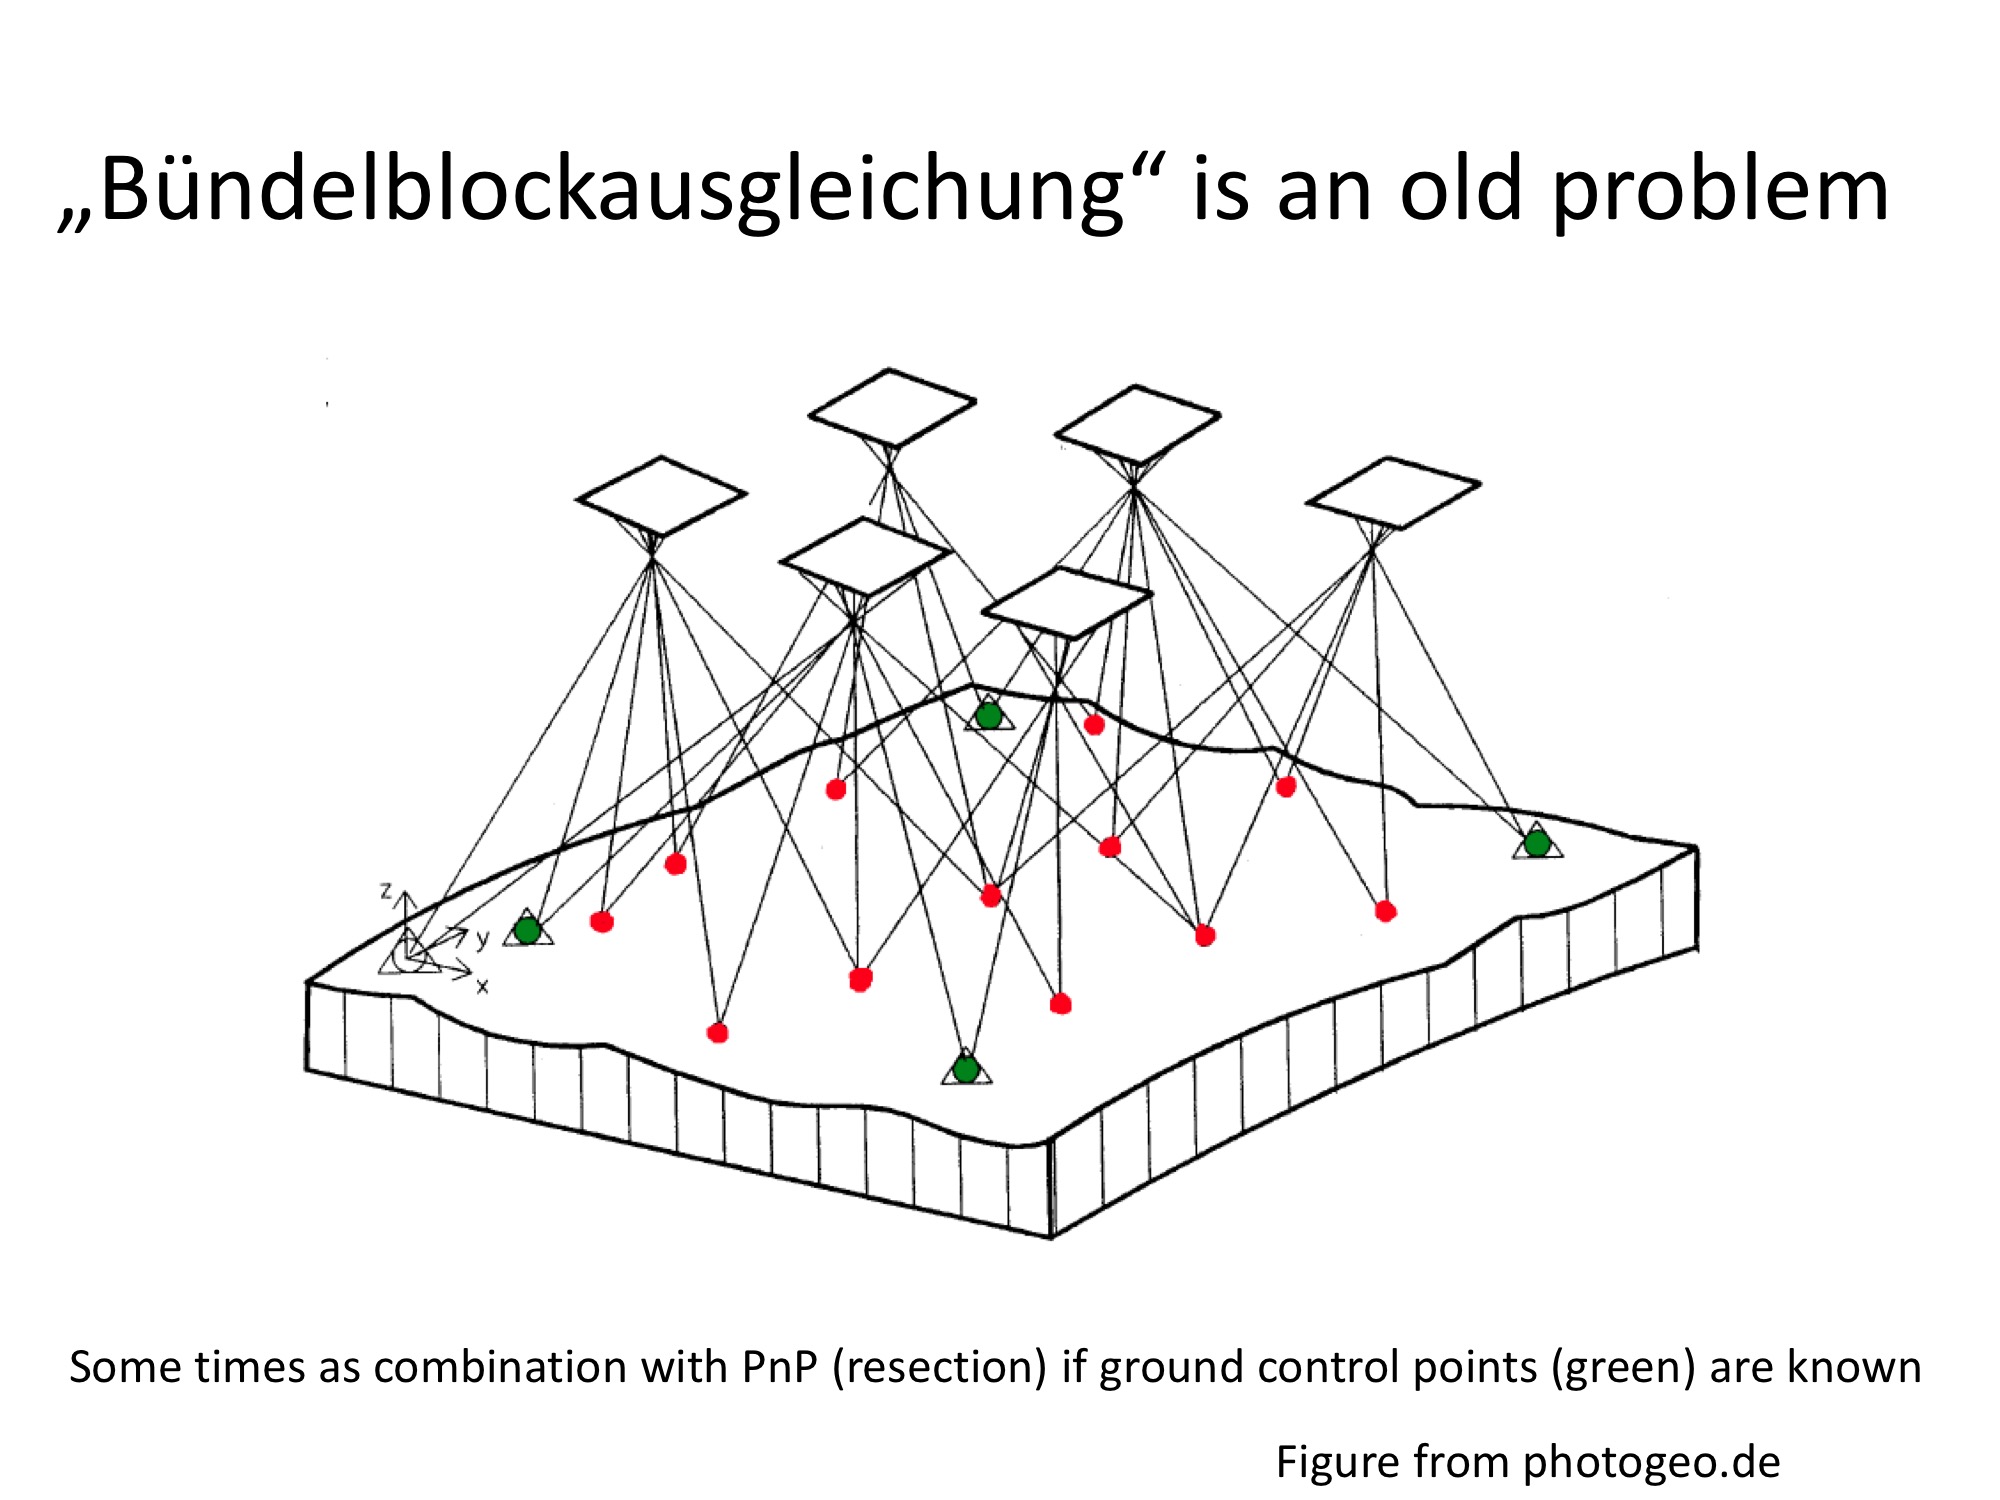 „Bündelblockausgleichung“ is an old problem
z
y
x
Some times as combination with PnP (resection) if ground control points (green) are known
Figure from photogeo.de